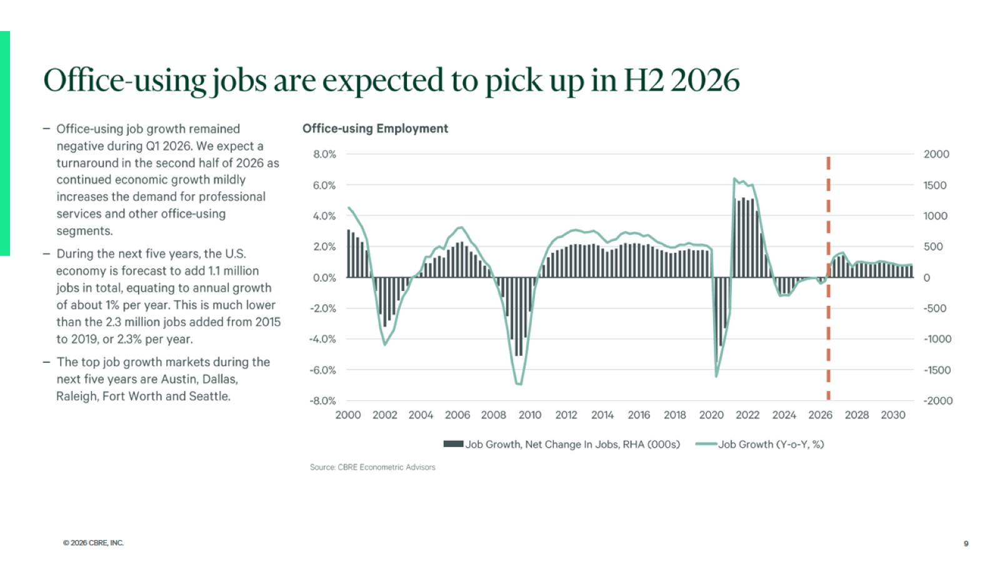 Office-using jobs are expected to pick up in H2 2026
– Office-using job growth remained
negative during Q1 2026. We expect a
turnaround in the second half of 2026 as
continued economic growth mildly
increases the demand for professional
services and other office-using
segments.
– During the next five years, the U.S.
economy is forecast to add 1.1 million
jobs in total, equating to annual growth
of about 1% per year. This is much lower
than the 2.3 million jobs added from 2015
to 2019, or 2.3% per year.
– The top job growth markets during the
next five years are Austin, Dallas,
Raleigh, Fort Worth and Seattle.
Office-using Employment
8.0% 2000
6.0% 1500
4.0% 1000
2.0% 500
0.0% 0
-2.0% -500
-4.0% -1000
-6.0% -1500
-8.0% -2000
2000 2002 2004 2006 2008 2010 2012 2014 2016 2018 2020 2022 2024 2026 2028 2030
Job Growth, Net Change In Jobs, RHA (000s) Job Growth (Y-o-Y, %)
Source: CBRE Econometric Advisors
© 2026 CBRE, INC. 9